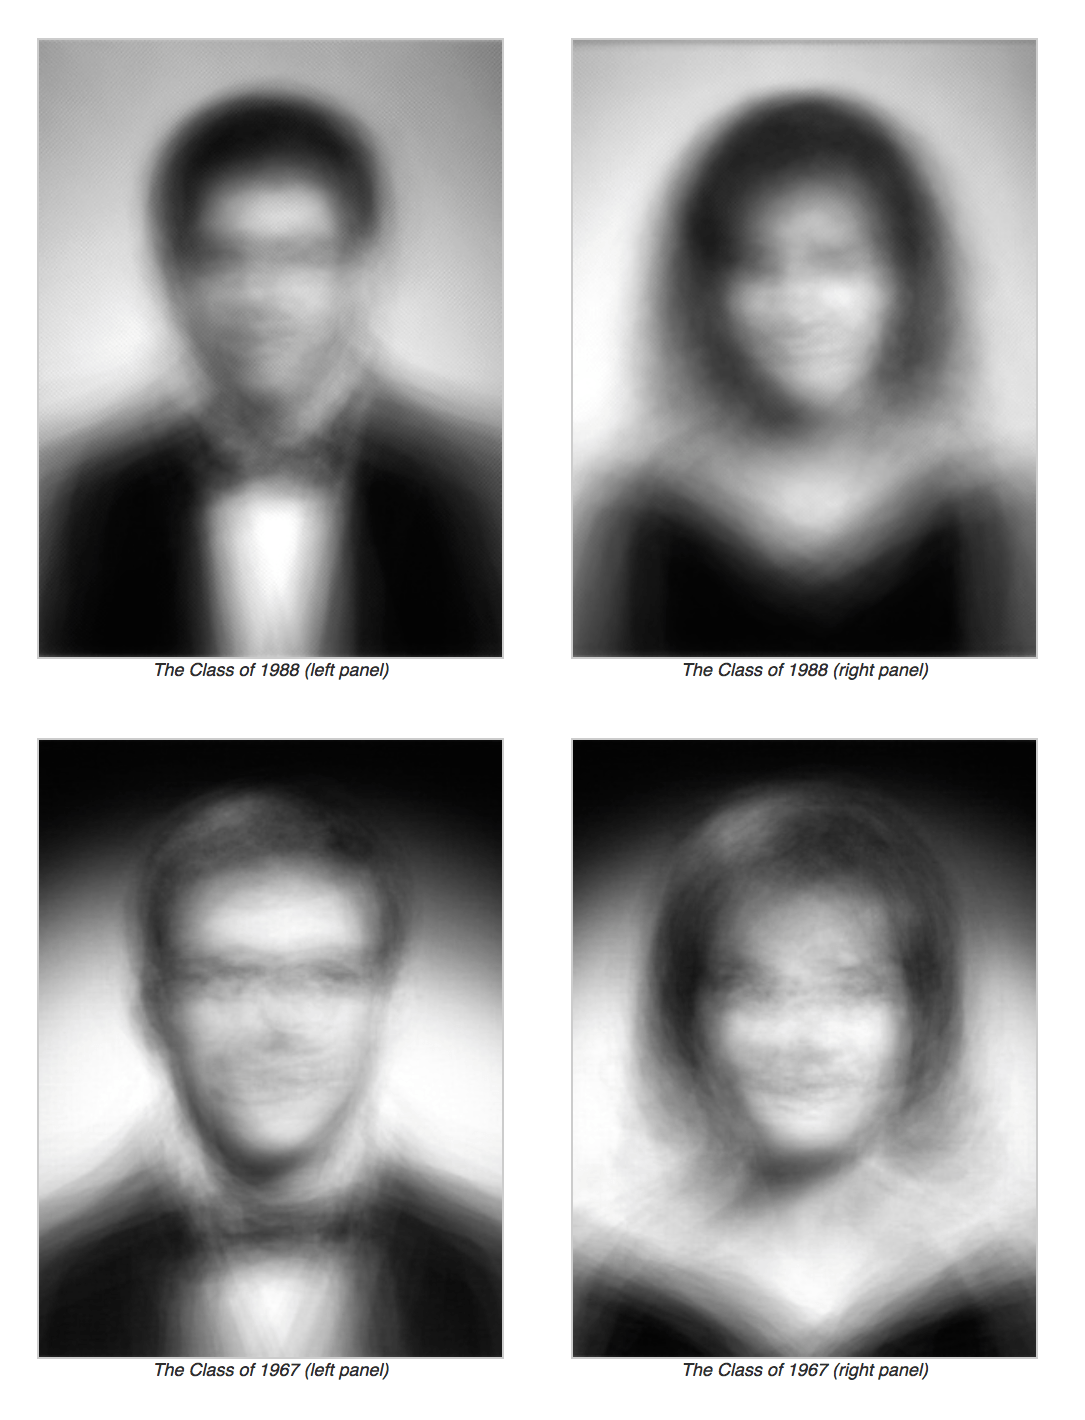 The Class of 1988 (left panel)
The Class of 1988 (right panel)
The Class of 1967 (left panel)
The Class of 1967 (right panel)